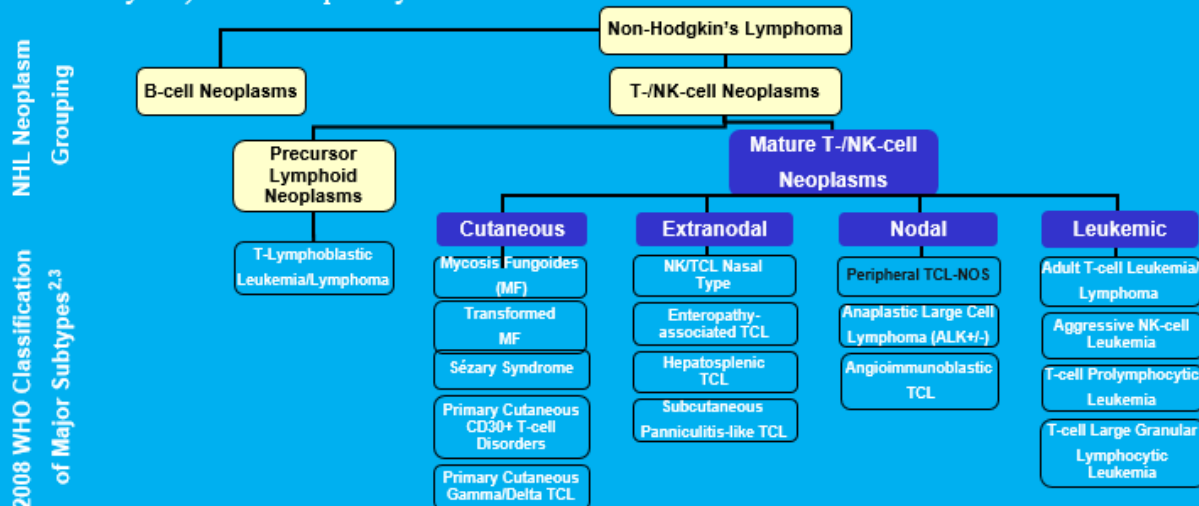 Non-Hodgkin's Lymphoma
B-cell Neoplasms
T-/NK-cell Neoplasms
NHL Neoplasm
Grouping
Precursor
Lymphoid
Neoplasms
Mature T-/NK-cell
Neoplasms
T-Lymphoblastic
Leukemia/Lymphoma
2008 WHO Classification
of Major Subtypes2,3
Cutaneous
Mycosis Fungoides
(MF)
Transformed
MF
Sézary Syndrome
Primary Cutaneous
CD30+ T-cell
Disorders
Primary Cutaneous
Gamma/Delta TCL
Extranodal
NK/TCL Nasal
Type
Enteropathy-
associated TCL
Hepatosplenic
TCL
Subcutaneous
Panniculitis-like TCL
Nodal
Peripheral TCL-NOS
Anaplastic Large Cell
Lymphoma (ALK+/-)
Angioimmunoblastic
TCL
Leukemic
Adult T-cell Leukemia/
Lymphoma
Aggressive NK-cell
Leukemia
T-cell Prolymphocytic
Leukemia
T-cell Large Granular
Lymphocytic
Leukemia